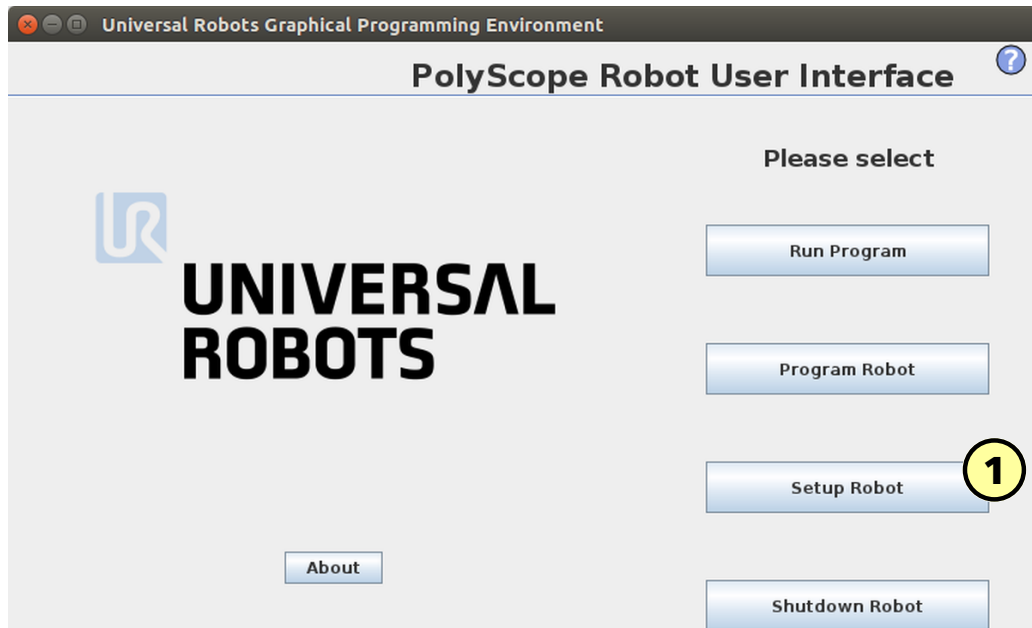 Universal Robots Graphical Programming Environment
PolyScope Robot User Interface
?
Please select
UR
UNIVERSAL
ROBOTS
Run Program
Program Robot
1
Setup Robot
About
Shutdown Robot